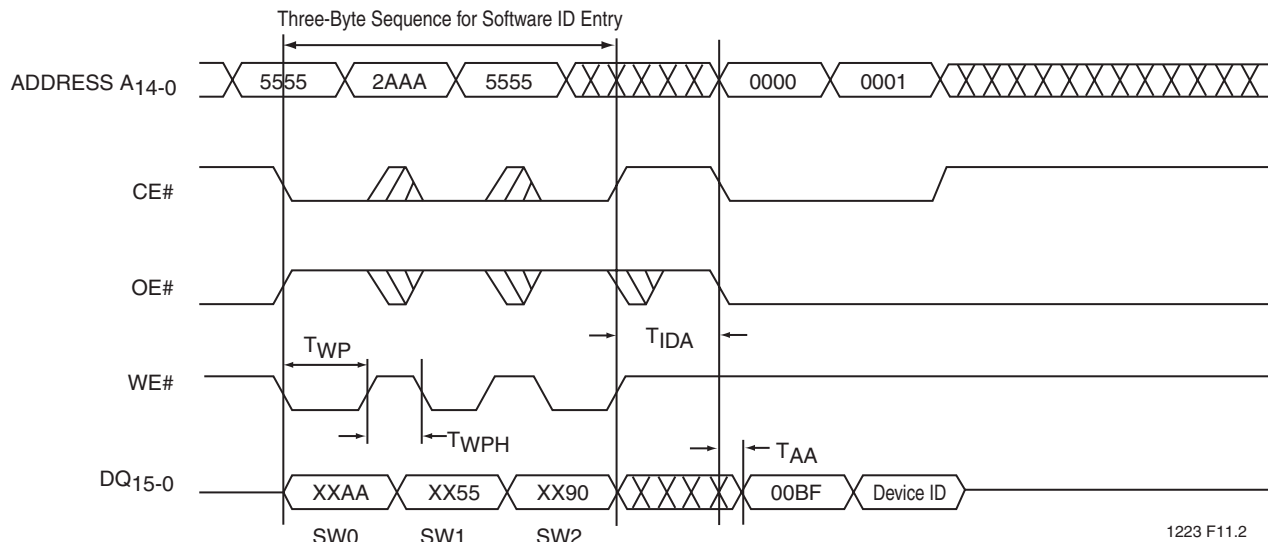 Three-Byte Sequence for Software ID Entry
ADDRESS A14-0 5555 2AAA 5555 0000 0001
CE#
OE#
TIDA
TWP
WE#
TWPH
TAA
DQ15-0 XXAA XX55 XX90 00BF Device ID
SW0 SW1 SW2
1223 F11.2